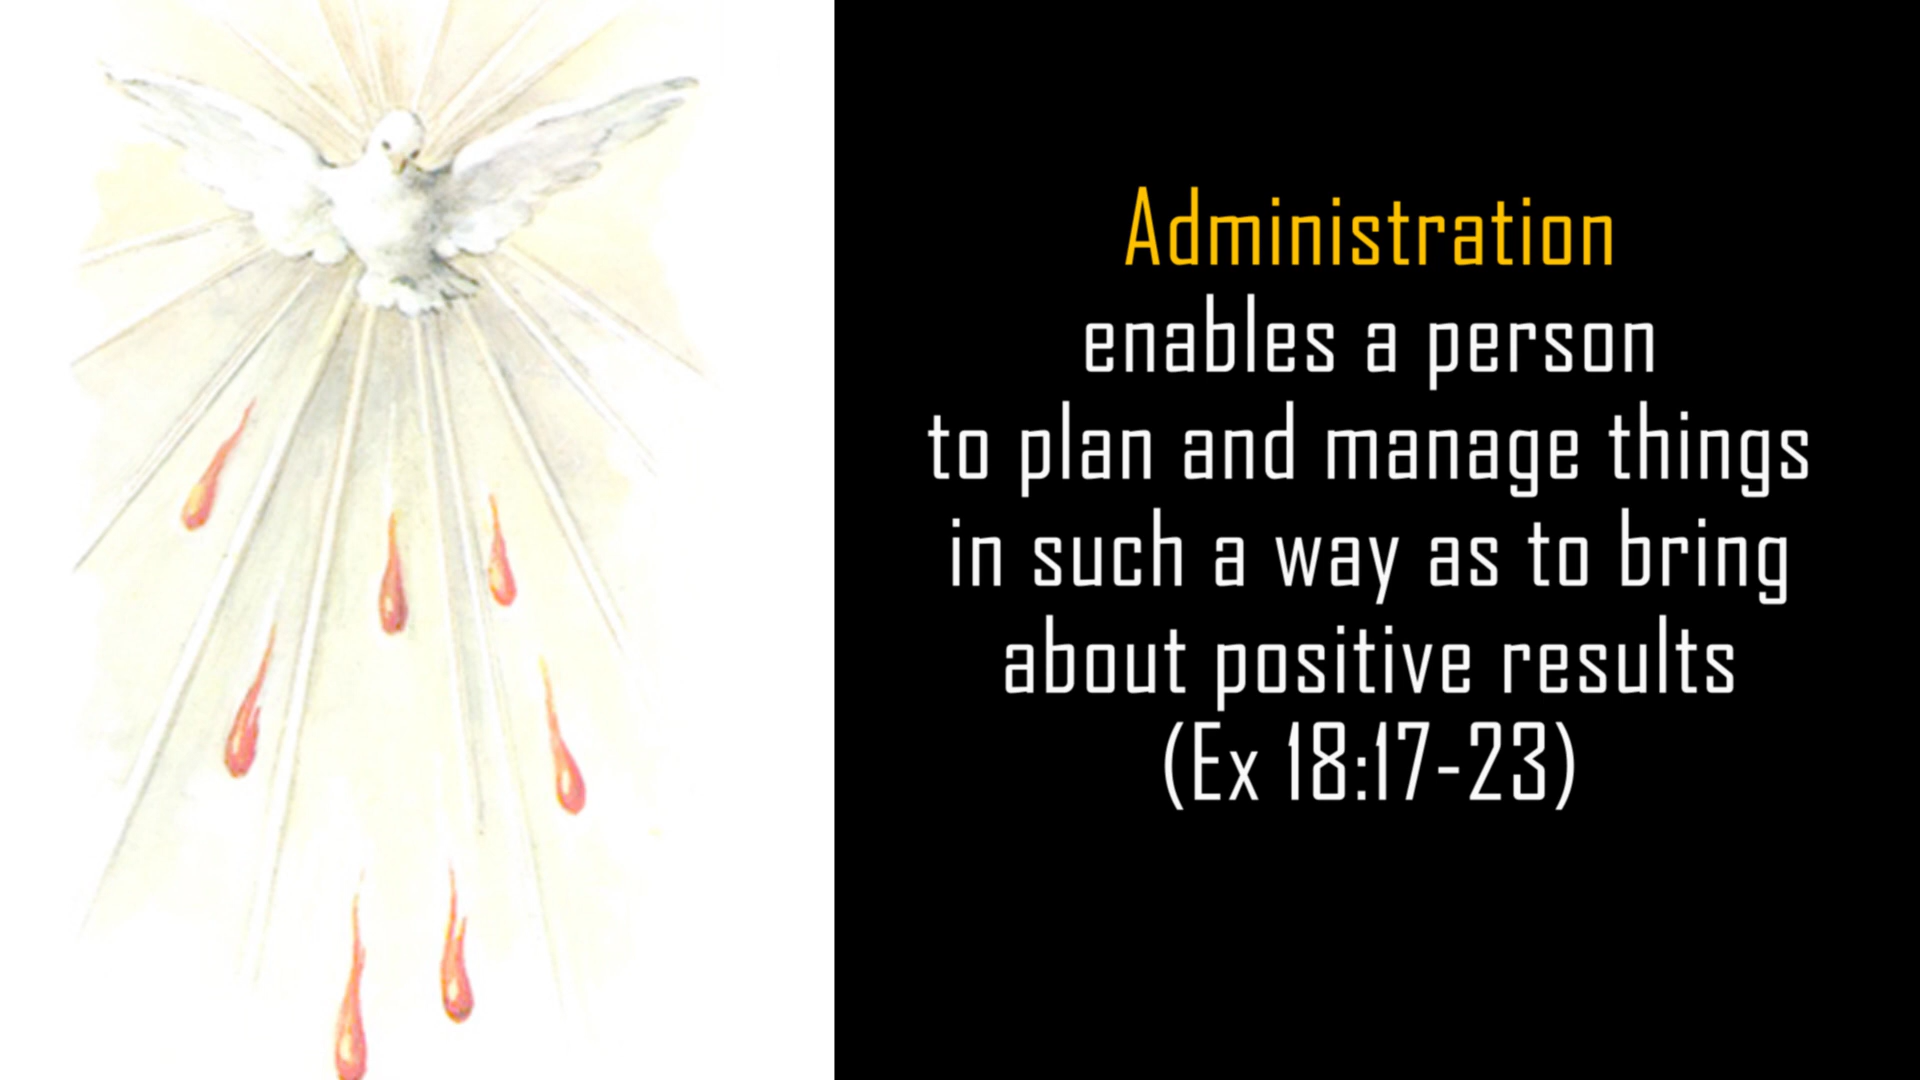 Administration
enables a person
to plan and manage things
in such a way as to bring
about positive results
(Ex 18:17-23)